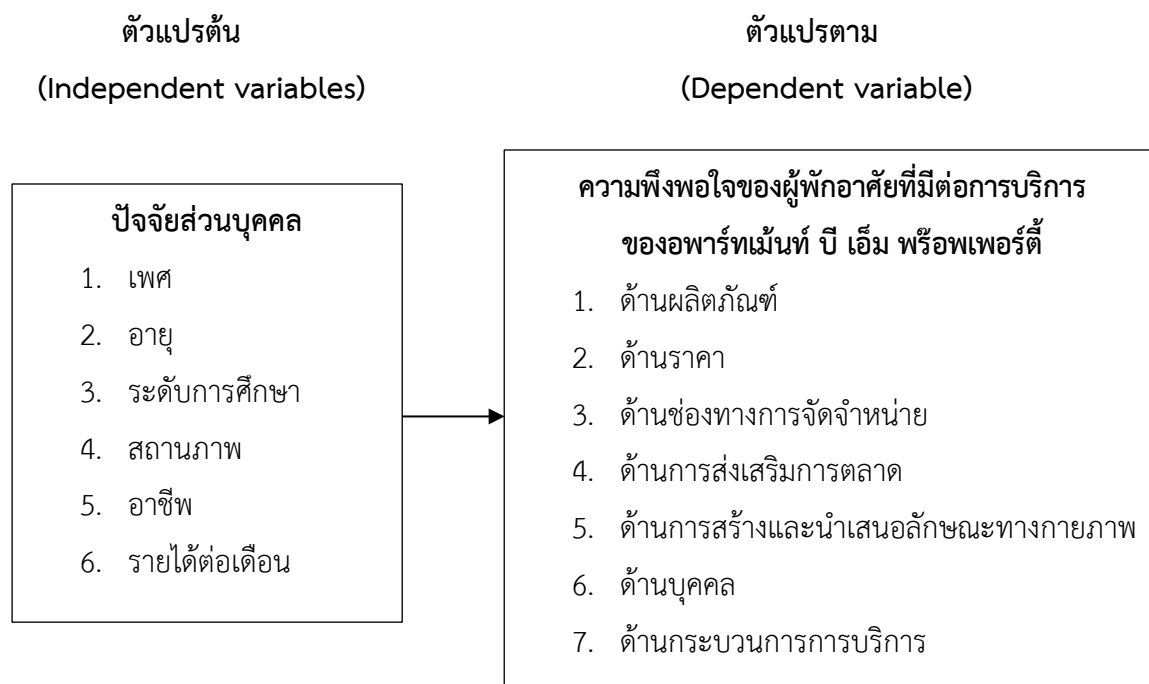 ตัวแปรต้น
(Independent variables)
ตัวแปรตาม
(Dependent variable)
ปัจจัยส่วนบุคคล
1. เพศ
2. อายุ
3. ระดับการศึกษา
4. สถานภาพ
5. อาชีพ
6. รายได้ต่อเดือน
ความพึงพอใจของผู้พักอาศัยที่มีต่อการบริการ
ของอพาร์ทเม้นท์ บี เอ็ม พร๊อพเพอร์ตี้
1. ด้านผลิตภัณฑ์
2. ด้านราคา
3. ด้านช่องทางการจัดจำหน่าย
4. ด้านการส่งเสริมการตลาด
5. ด้านการสร้างและนำเสนอลักษณะทางกายภาพ
6. ด้านบุคคล
7. ด้านกระบวนการการบริการ